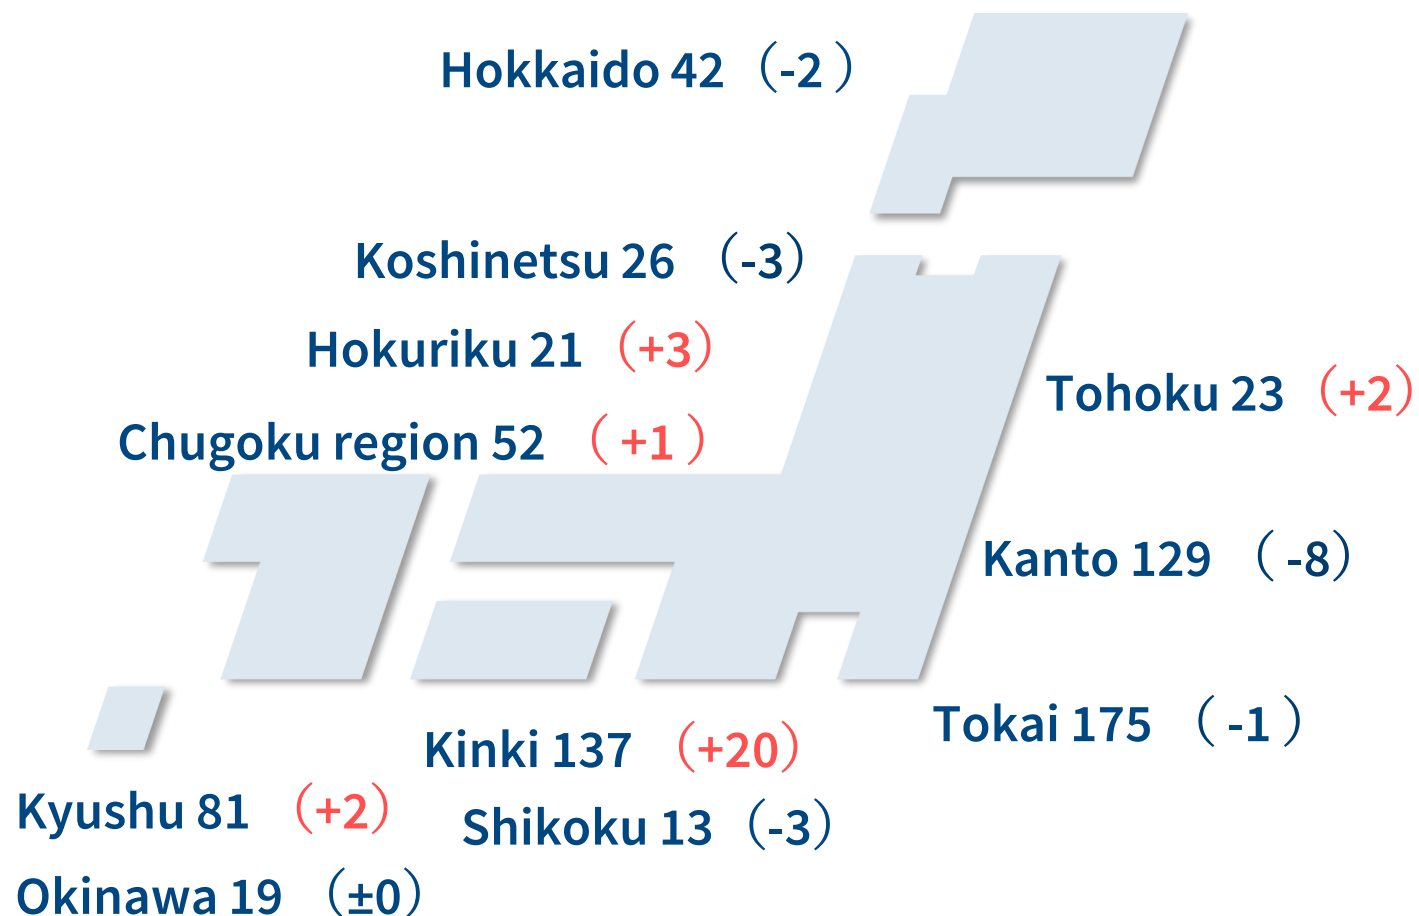 Hokkaido 42（-2 ）
Koshinetsu 26 （-3）
Hokuriku 21（+3）
Tohoku 23（+2）
Chugoku region 52 （ +1 ）
Kanto 129 （ -8）
Tokai 175 （ -1 ）
Kinki 137 （+20）
Kyushu 81 （+2）
Shikoku 13（-3）
Okinawa 19 （±0）